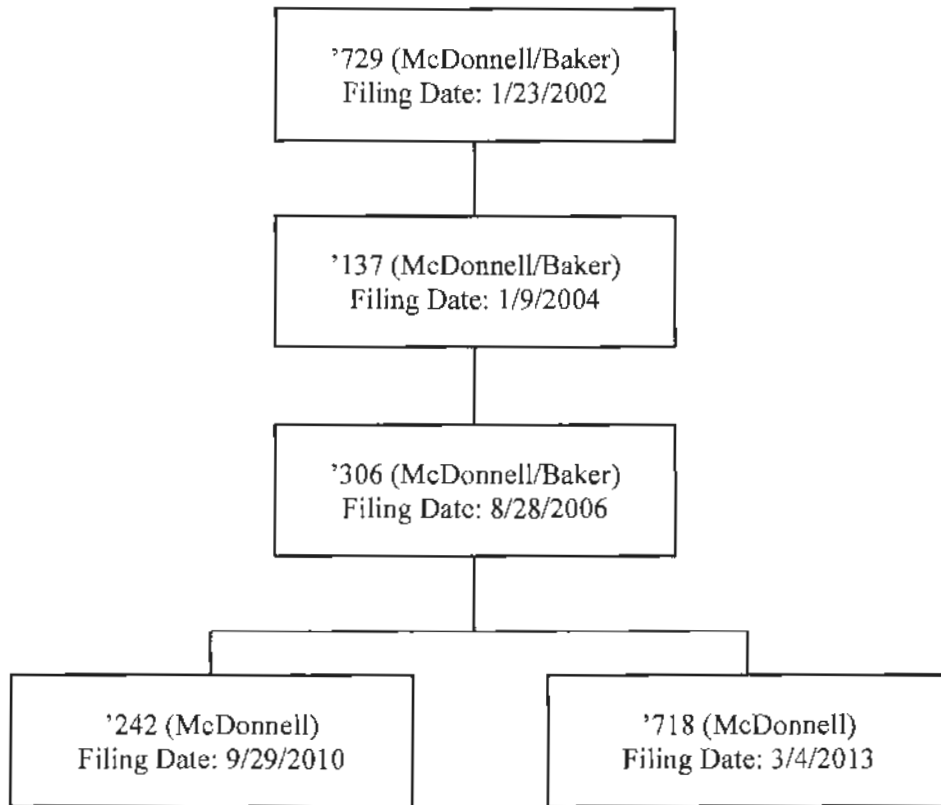 ’729 (McDonnell/Baker)
Filing Date: 1/23/2002
’137 (McDonnell/Baker)
Filing Date: 1/9/2004
’306 (McDonnell/Baker)
Filing Date: 8/28/2006
’242 (McDonnell)
Filing Date: 9/29/2010
’718 (McDonnell)
Filing Date: 3/4/2013